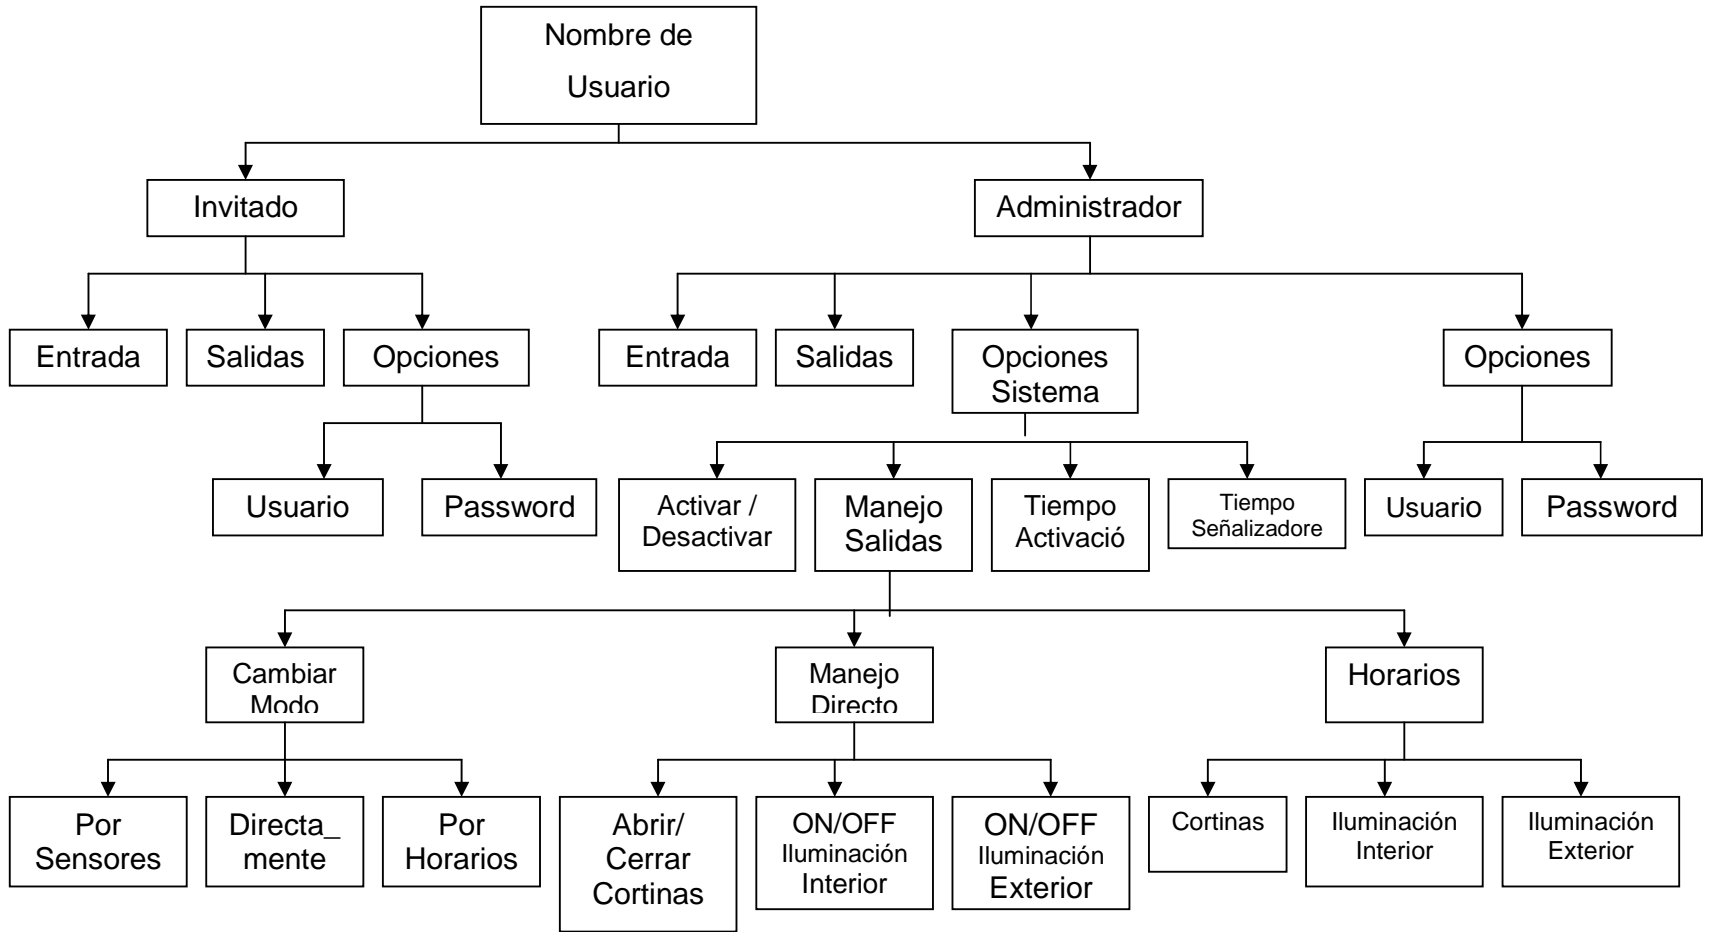 Nombre de
Usuario
Invitado
Administrador
Entrada
Salidas
Opciones
Entrada
Salidas
Opciones
Sistema
Opciones
Usuario
Password
Activar /
Desactivar
Manejo
Salidas
Tiempo
Activació
Tiempo
Señalizadore
Usuario
Password
Cambiar
Modo
Manejo
Directo
Horarios
Por
Sensores
Directa_
mente
Por
Horarios
Abrir/
Cerrar
Cortinas
ON/OFF
Iluminación
Interior
ON/OFF
Iluminación
Exterior
Cortinas
Iluminación
Interior
Iluminación
Exterior